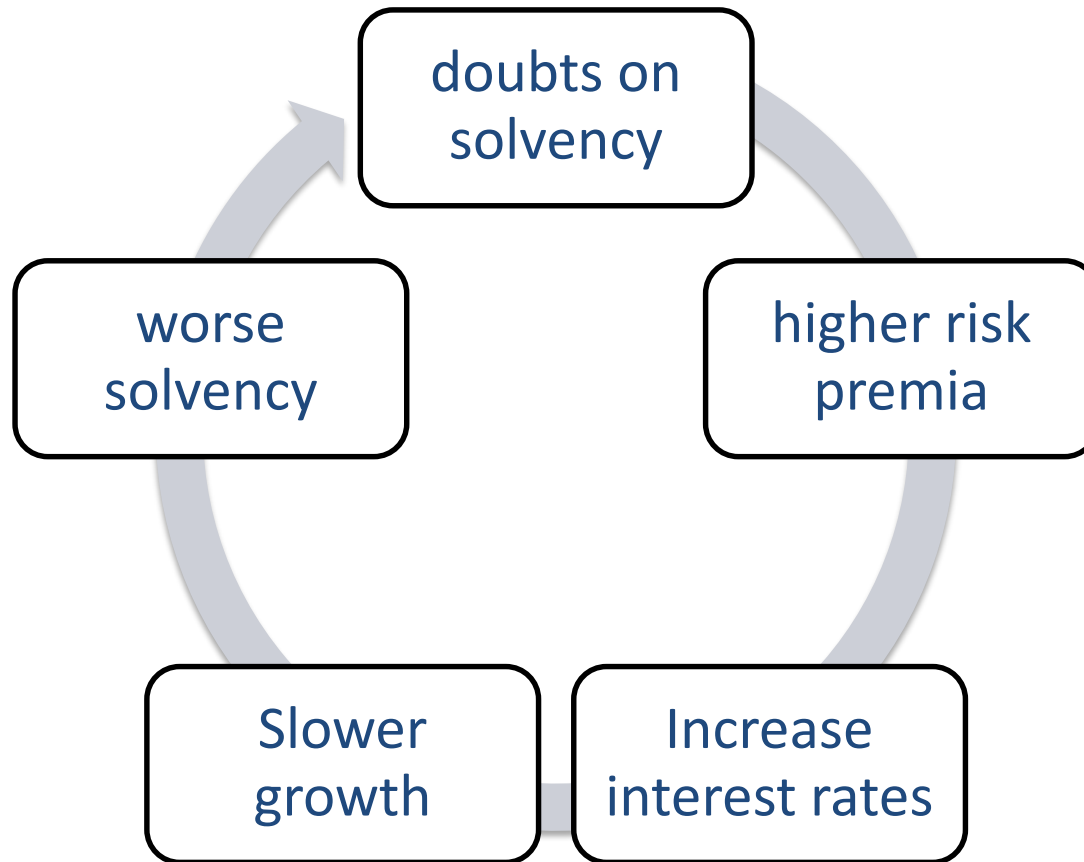 doubts on
solvency
higher risk
premia
Increase
interest rates
Slower
growth
worse
solvency